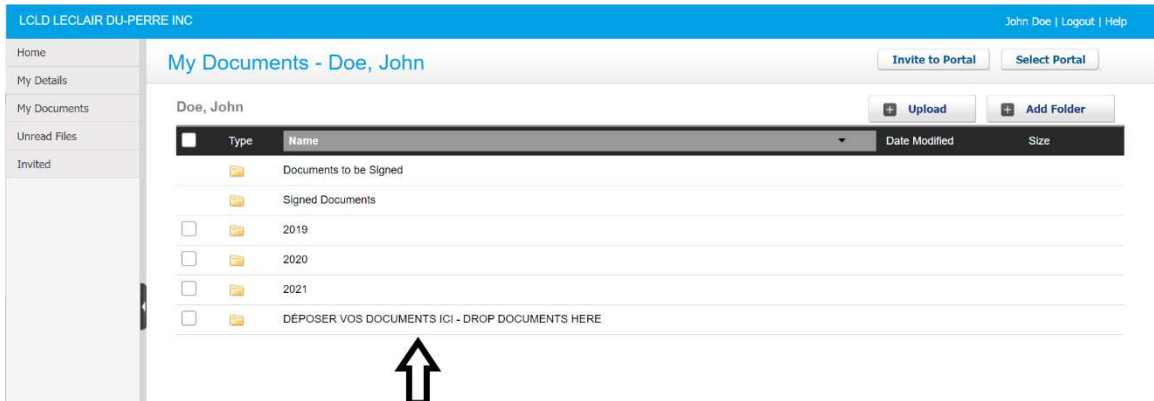 LCLD LECLAIR DU-PERRE INC
John Doe | Logout | Help
Home
My Details
My Documents
Unread Files
Invited
My Documents - Doe, John
Invite to Portal
Select Portal
Doe, John
Upload
Add Folder
Type Name Date Modified Size
Documents to be Signed
Signed Documents
2019
2020
2021
DÉPOSER VOS DOCUMENTS ICI - DROP DOCUMENTS HERE